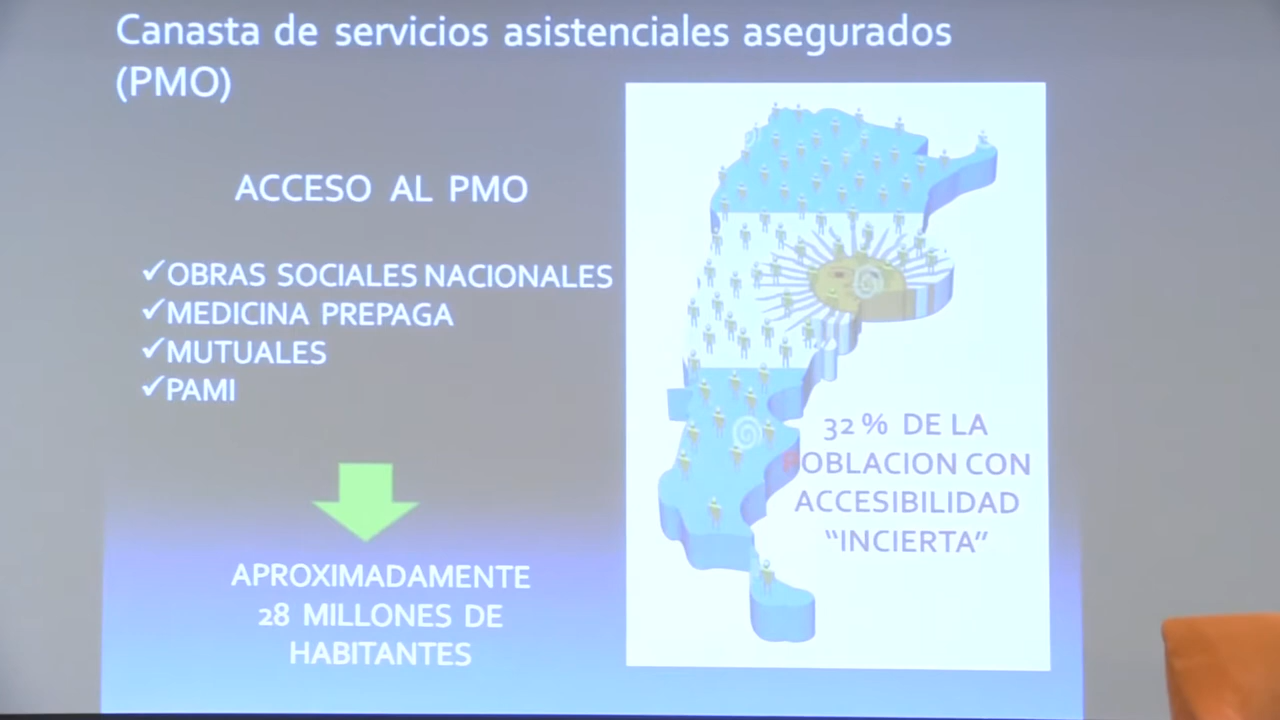 Canasta de servicios asistenciales asegurados
(PMO)
ACCESO AL PMO
✓OBRAS SOCIALES NACIONALES
✓MEDICINA PREPAGA
✓MUTUALES
✓PAMI
APROXIMADAMENTE
28 MILLONES DE
HABITANTES
32 % DE LA
POBLACION CON
ACCESIBILIDAD
“INCIERTA”